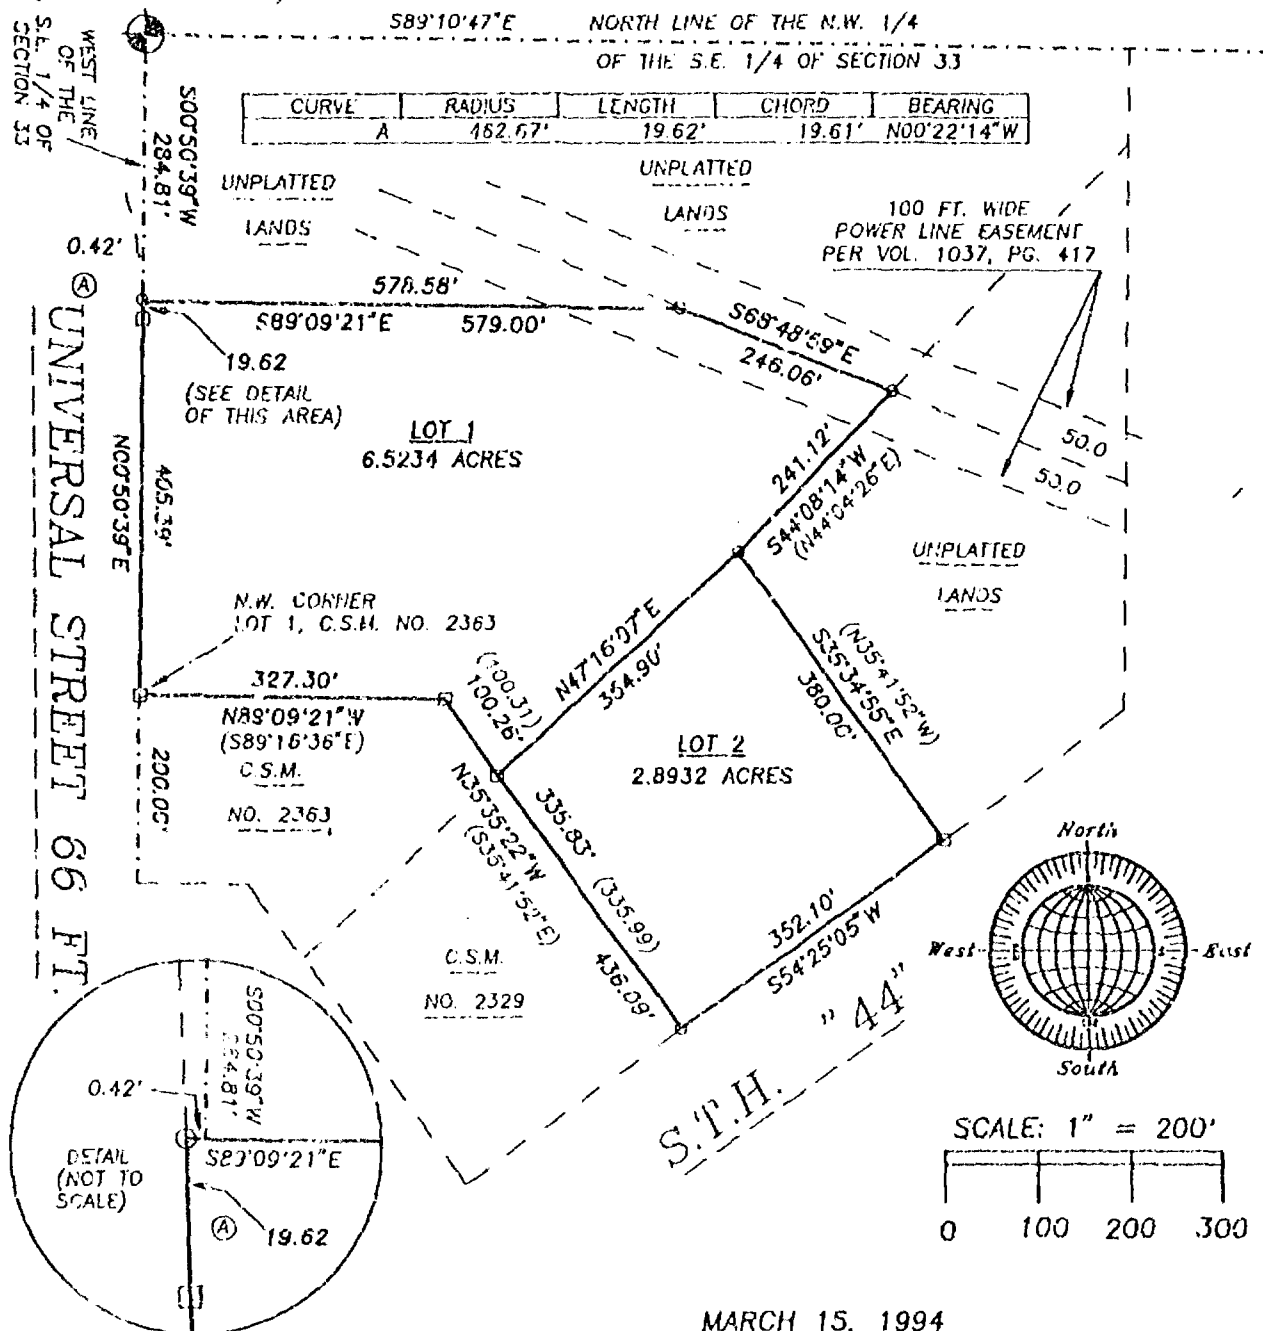 S89°10'47"E NORTH LINE OF THE N.W. 1/4
OF THE S.E. 1/4 OF SECTION 33
WEST LINE
OF THE
S.E. 1/4 OF
SECTION 33
S00°50'39"W
284.81'
CURVE RADIUS LENGTH CHORD BEARING
A 462.67' 19.62' 19.61' N00°22'14"W
UNPLATTED
LANDS
UNPLATTED
LANDS
100 FT. WIDE
POWER LINE EASEMENT
PER VOL. 1037, PG. 417
0.42'
A
578.58'
S89°09'21"E 579.00'
S68°48'59"E
246.06'
19.62
(SEE DETAIL
OF THIS AREA)
LOT 1
6.5234 ACRES
50.0
50.0
241.12'
S44°08'14"W
(N44°04'26"E)
UNIVERSAL STREET 66 FT.
N00°50'39"E
405.39'
UNPLATTED
LANDS
N.W. CORNER
LOT 1, C.S.M. NO. 2363
327.30'
N89°09'21"W
(S89°16'36"E)
C.S.M.
NO. 2363
200.00'
(100.31)
100.26'
N47°16'07"E
354.90'
(N35°41'52"W)
S35°34'55"E
380.00'
LOT 2
2.8932 ACRES
N35°35'22"W
(S35°41'52"E)
335.83'
(335.99)
436.09'
352.10'
S54°25'05"W
C.S.M.
NO. 2329
S.T.H. "44"
North
West
East
South
S00°50'39"W
284.81'
0.42'
S89°09'21"E
DETAIL
(NOT TO
SCALE)
A
19.62
SCALE: 1" = 200'
0 100 200 300
MARCH 15, 1994